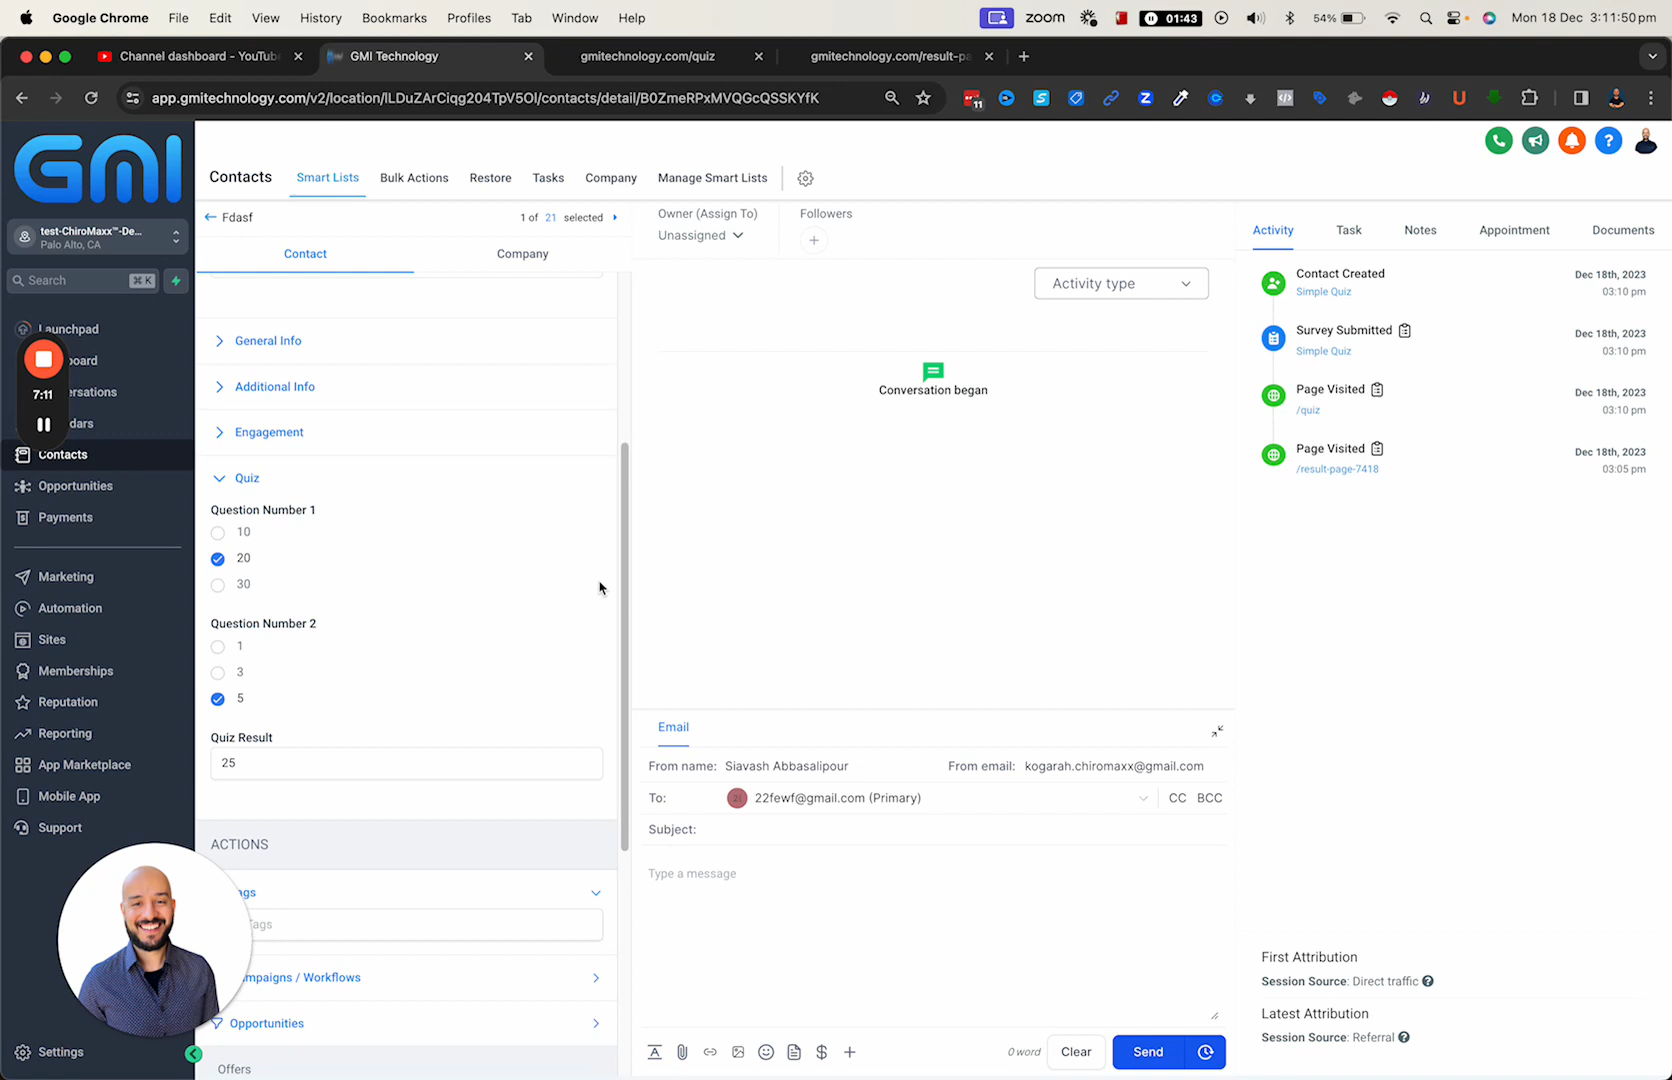 Google Chrome File Edit View History Bookmarks Profiles Tab Window Help
zoom 01:43 54% Mon 18 Dec 3:11:50 pm
Channel dashboard - YouTube
GMI Technology
gmitechnology.com/quiz
gmitechnology.com/result-pa
app.gmitechnology.com/v2/location/lLDuZArCiqg204TpV5Ol/contacts/detail/B0ZmeRPxMVQGcQSSKYfK
11
GMI
test-ChiroMaxx™-De...
Palo Alto, CA
Search ⌘ K
Launchpad
board
7:11
ersations
dars
Contacts
Opportunities
Payments
Marketing
Automation
Sites
Memberships
Reputation
Reporting
App Marketplace
Mobile App
Support
Settings
Contacts Smart Lists Bulk Actions Restore Tasks Company Manage Smart Lists
Fdasf
1 of 21 selected
Contact
Company
General Info
Additional Info
Engagement
Quiz
Question Number 1
10
20
30
Question Number 2
1
3
5
Quiz Result
25
ACTIONS
gs
Tags
mpaigns / Workflows
Opportunities
Offers
Owner (Assign To)
Unassigned
Followers
Activity type
Conversation began
Email
From name: Siavash Abbasalipour
From email: kogarah.chiromaxx@gmail.com
To: 22fewf@gmail.com (Primary)
CC BCC
Subject:
Type a message
0 word
Clear
Send
Activity Task Notes Appointment Documents
Contact Created
Simple Quiz
Dec 18th, 2023
03:10 pm
Survey Submitted
Simple Quiz
Dec 18th, 2023
03:10 pm
Page Visited
/quiz
Dec 18th, 2023
03:10 pm
Page Visited
/result-page-7418
Dec 18th, 2023
03:05 pm
First Attribution
Session Source: Direct traffic
Latest Attribution
Session Source: Referral